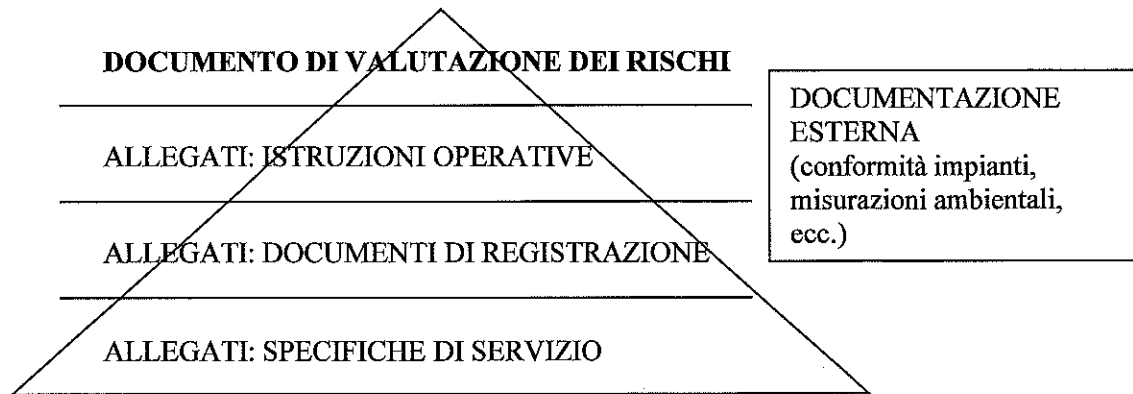 DOCUMENTO DI VALUTAZIONE DEI RISCHI
ALLEGATI: ISTRUZIONI OPERATIVE
ALLEGATI: DOCUMENTI DI REGISTRAZIONE
ALLEGATI: SPECIFICHE DI SERVIZIO
DOCUMENTAZIONE
ESTERNA
(conformità impianti,
misurazioni ambientali,
ecc.)